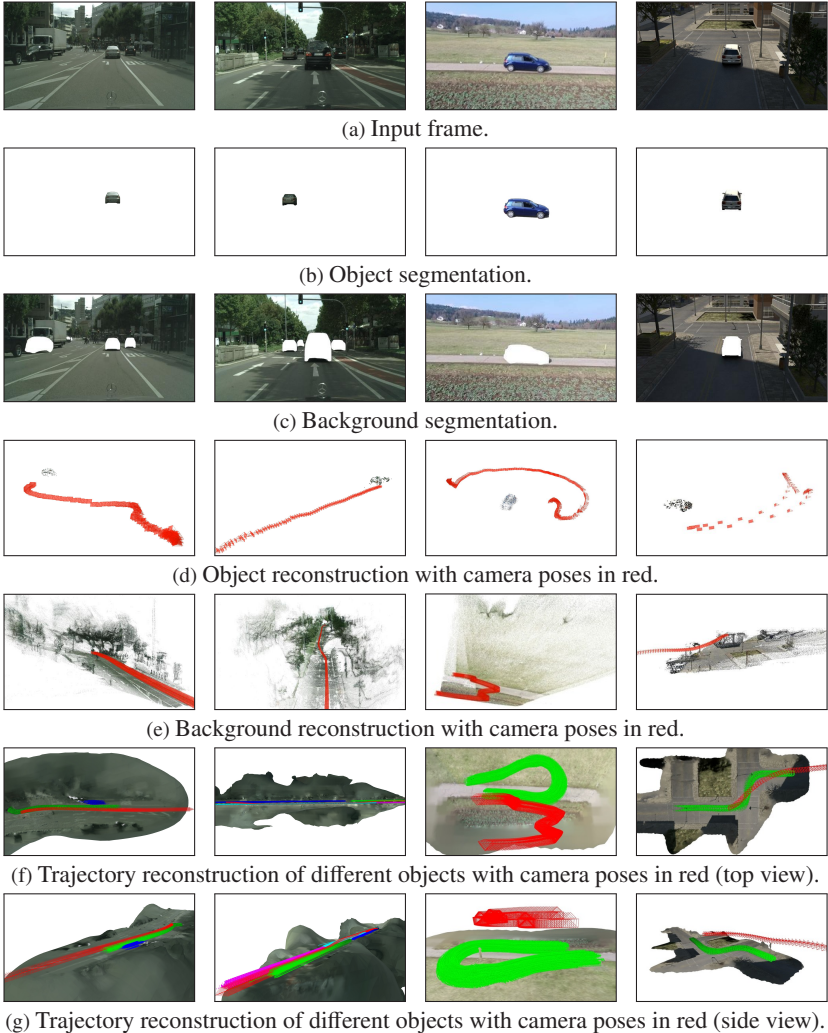 (a) Input frame.
(b) Object segmentation.
(c) Background segmentation.
(d) Object reconstruction with camera poses in red.
(e) Background reconstruction with camera poses in red.
(f) Trajectory reconstruction of different objects with camera poses in red (top view).
(g) Trajectory reconstruction of different objects with camera poses in red (side view).